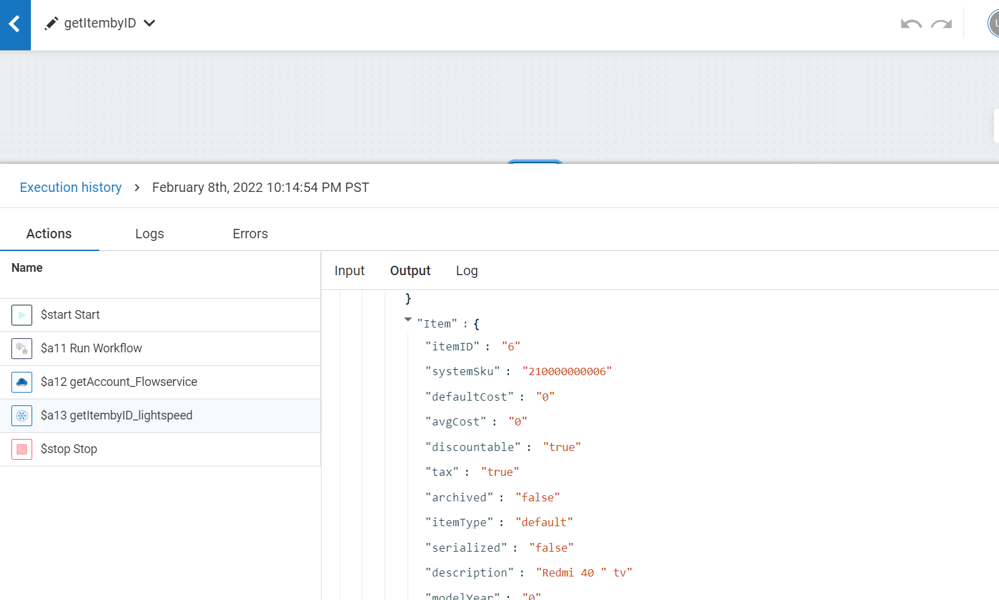 getItembyID
Execution history > February 8th, 2022 10:14:54 PM PST
Actions Logs Errors
Name
Input Output Log
$start Start
$a11 Run Workflow
$a12 getAccount_Flowservice
$a13 getItembyID_lightspeed
$stop Stop
}
"Item" : {
"itemID" : "6"
"systemSku" : "210000000006"
"defaultCost" : "0"
"avgCost" : "0"
"discountable" : "true"
"tax" : "true"
"archived" : "false"
"itemType" : "default"
"serialized" : "false"
"description" : "Redmi 40 " tv"
"modelYear" : "0"